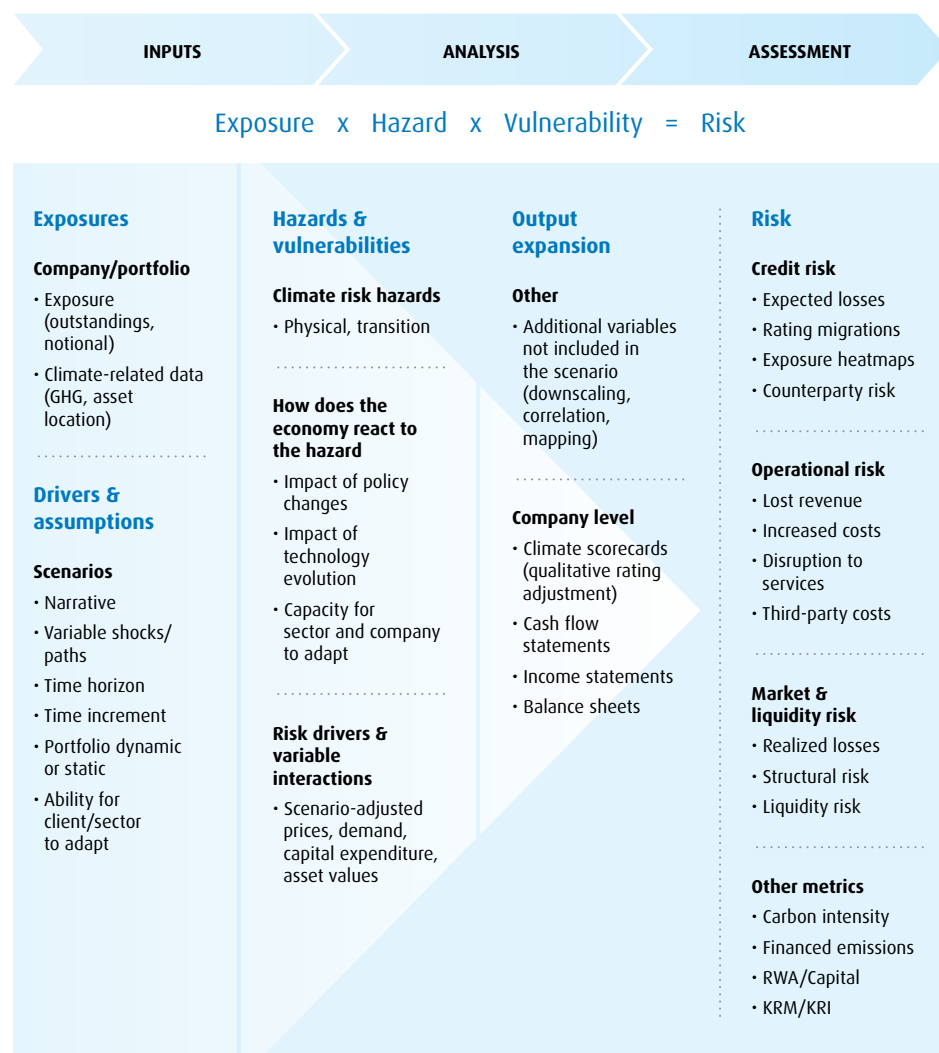 INPUTS
ANALYSIS
ASSESSMENT
Exposure x Hazard x Vulnerability = Risk
Exposures
Company/portfolio
· Exposure
(outstandings,
notional)
· Climate-related data
(GHG, asset
location)
Drivers &
assumptions
Scenarios
· Narrative
· Variable shocks/
paths
· Time horizon
· Time increment
· Portfolio dynamic
or static
· Ability for
client/sector
to adapt
Hazards &
vulnerabilities
Climate risk hazards
· Physical, transition
How does the
economy react to
the hazard
· Impact of policy
changes
· Impact of
technology
evolution
· Capacity for
sector and company
to adapt
Risk drivers &
variable
interactions
· Scenario-adjusted
prices, demand,
capital expenditure,
asset values
Output
expansion
Other
· Additional variables
not included in
the scenario
(downscaling,
correlation,
mapping)
Company level
· Climate scorecards
(qualitative rating
adjustment)
· Cash flow
statements
· Income statements
· Balance sheets
Risk
Credit risk
· Expected losses
· Rating migrations
· Exposure heatmaps
· Counterparty risk
Operational risk
· Lost revenue
· Increased costs
· Disruption to
services
· Third-party costs
Market &
liquidity risk
· Realized losses
· Structural risk
· Liquidity risk
Other metrics
· Carbon intensity
· Financed emissions
· RWA/Capital
· KRM/KRI